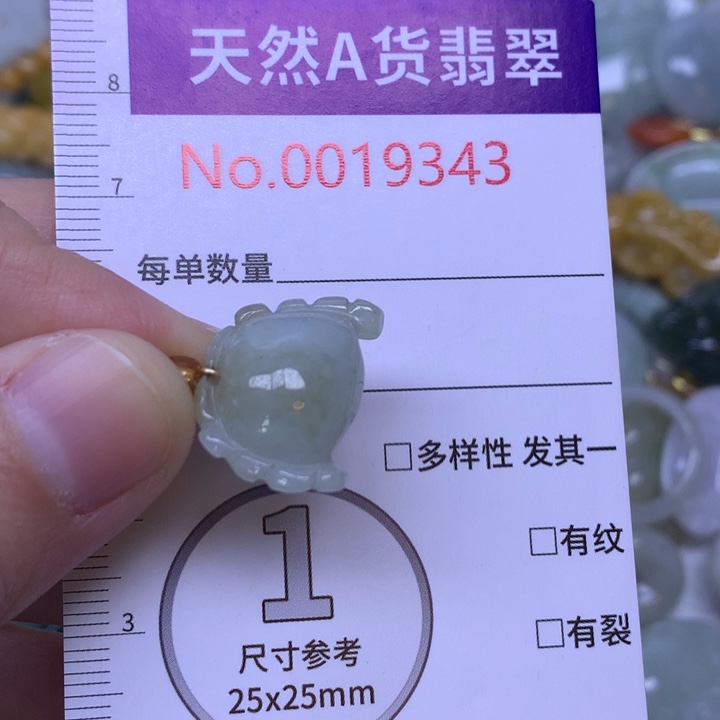 天然A货翡翠
8
No.0019343
7
每单数量
□多样性 发其一
□有纹
1
□有裂
3
尺寸参考
25x25mm